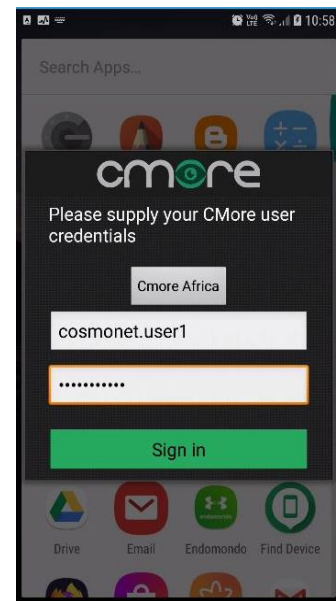 10:58
Search Apps...
cmore
Please supply your CMore user
credentials
Cmore Africa
cosmonet.user1
•••••••••••
Sign in
Drive Email Endomondo Find Device